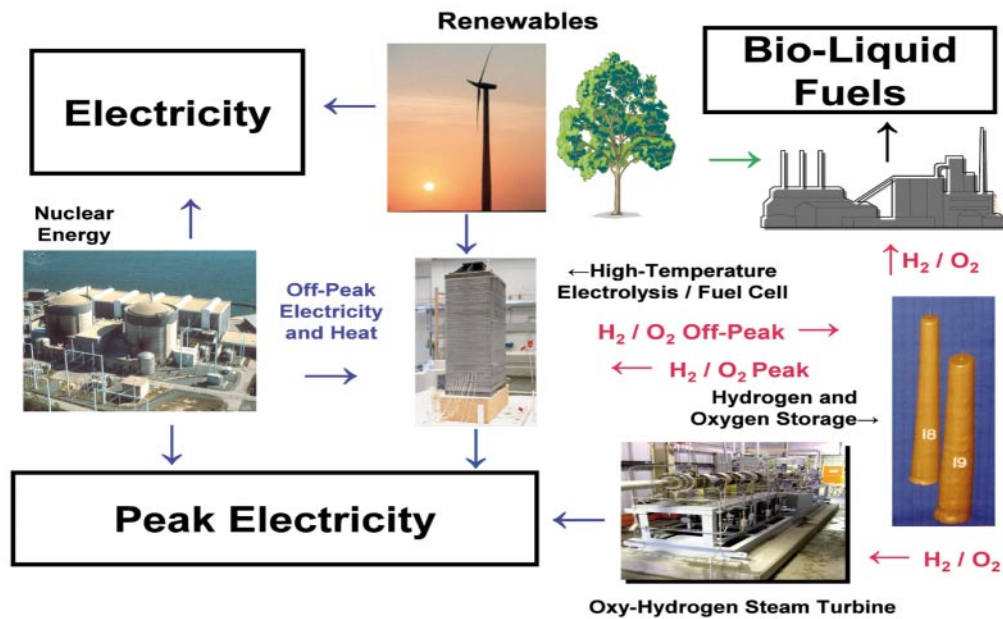 Renewables
Electricity
Bio-Liquid
Fuels
Nuclear
Energy
Off-Peak
Electricity
and Heat
←High-Temperature
Electrolysis / Fuel Cell
H₂ / O₂
H₂ / O₂ Off-Peak
H₂ / O₂ Peak
Hydrogen and
Oxygen Storage→
18
19
Peak Electricity
H₂ / O₂
Oxy-Hydrogen Steam Turbine